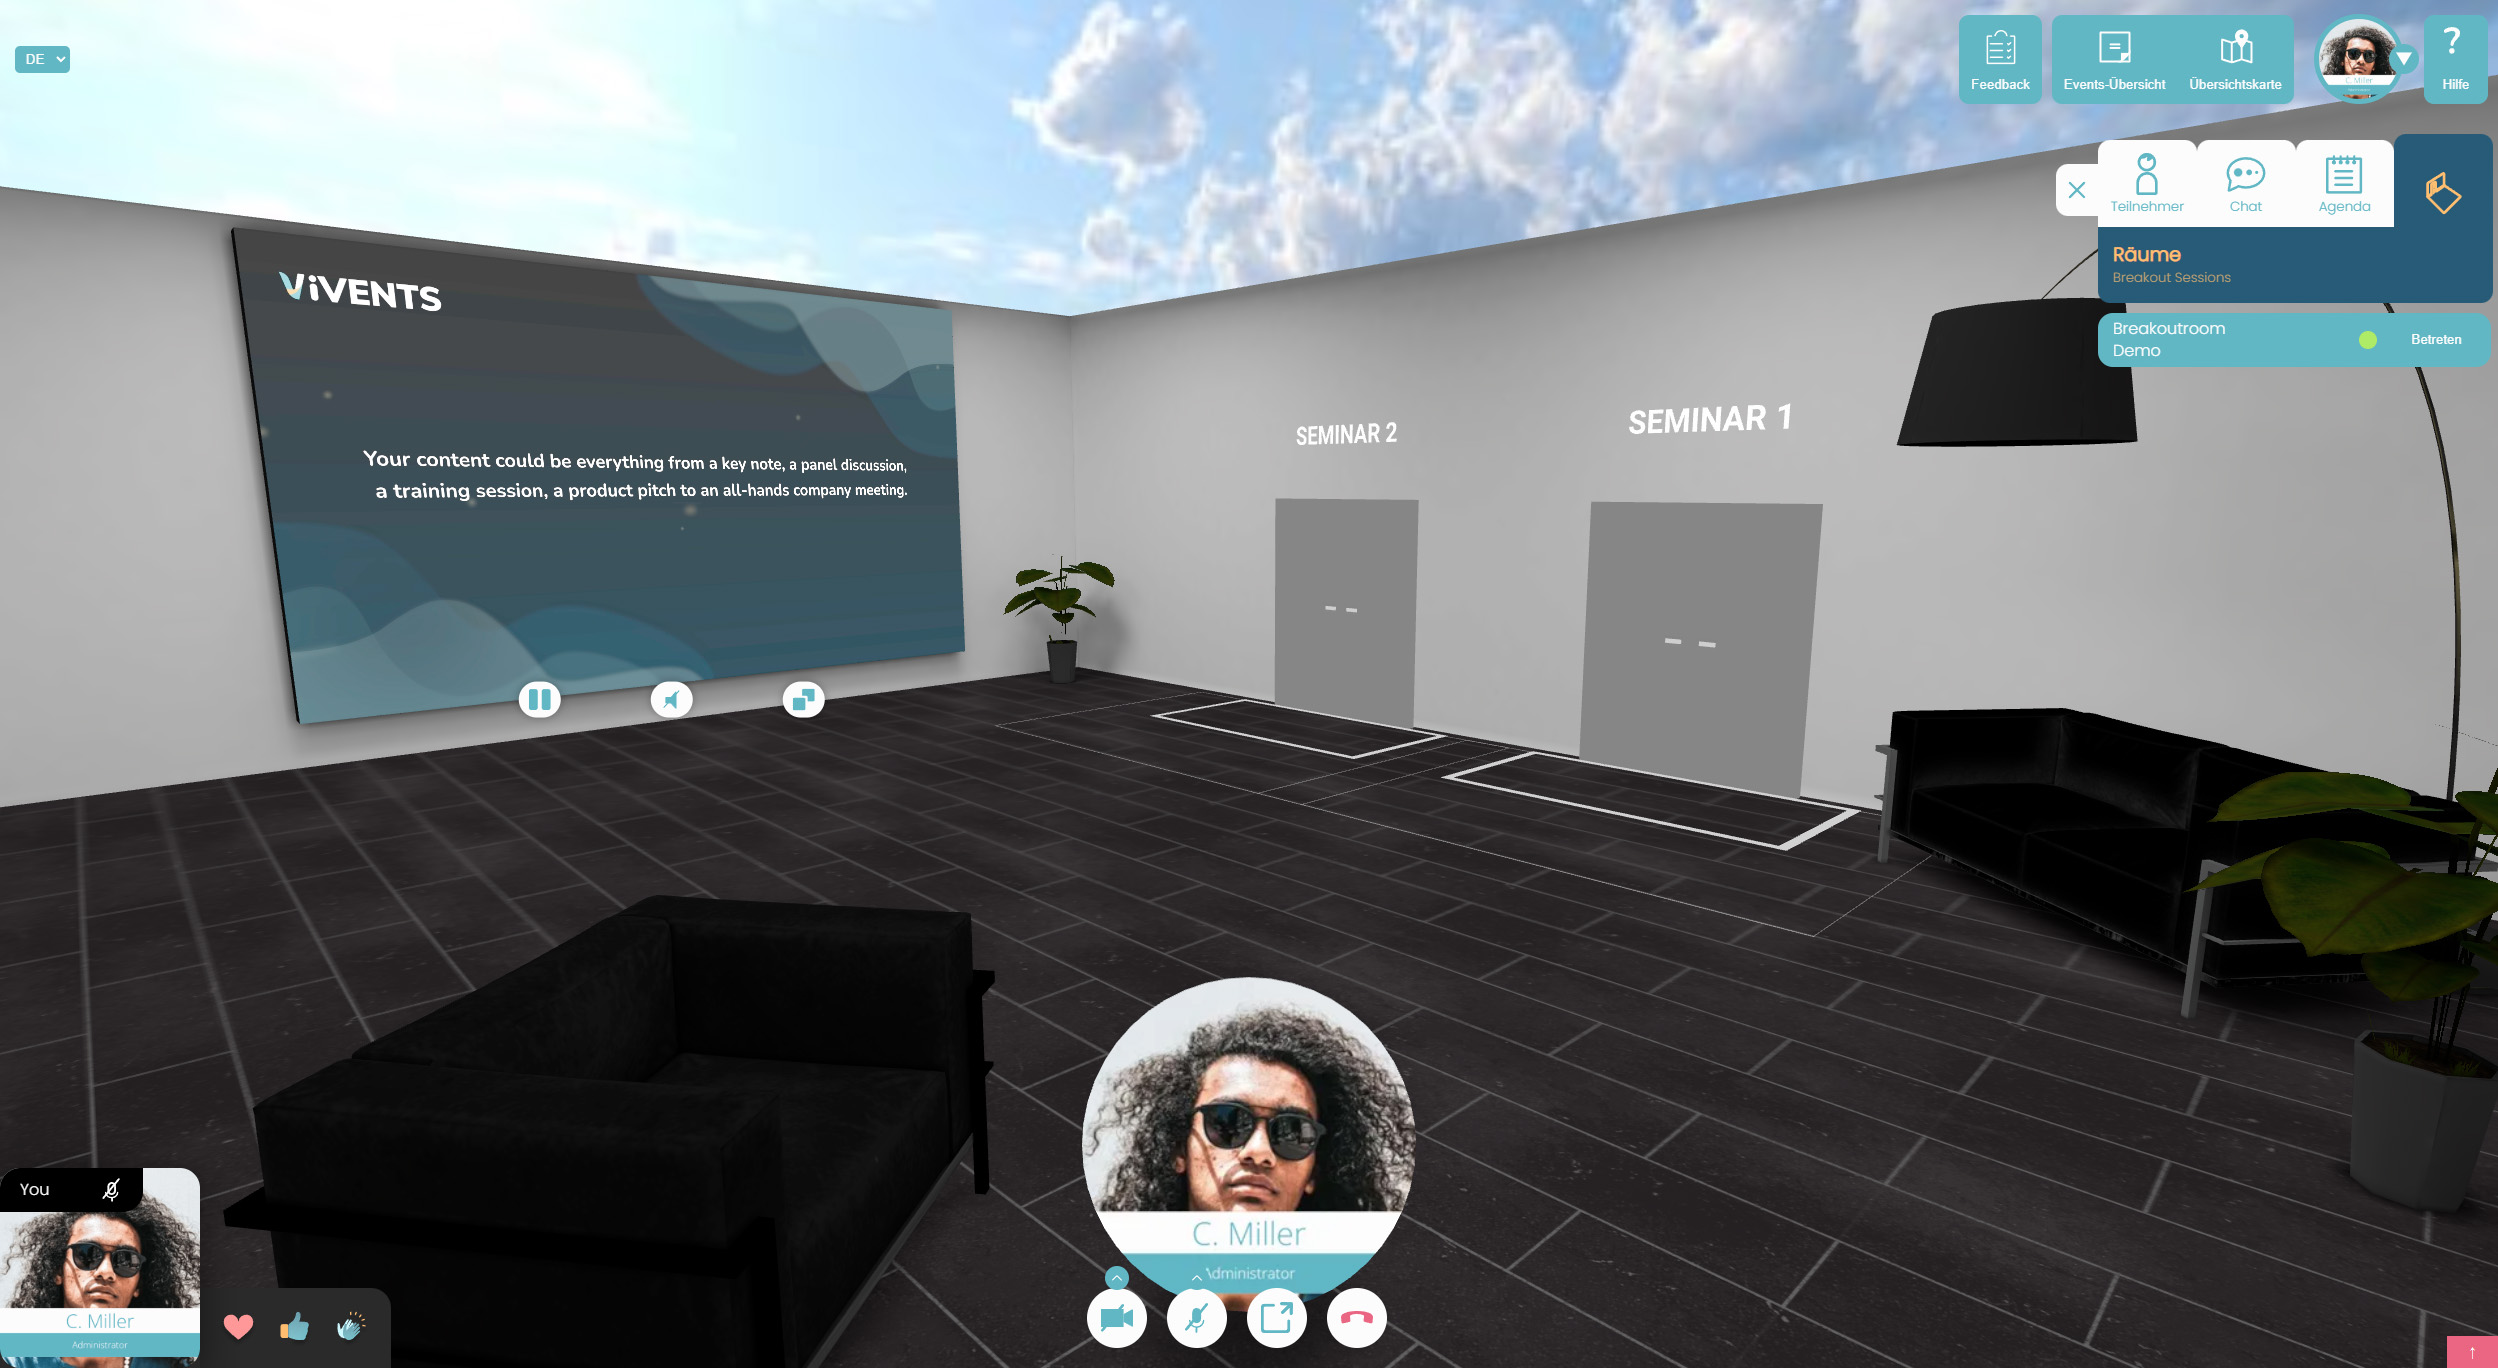 DE
Feedback
Events-Übersicht
Übersichtskarte
C. Miller
?
Hilfe
Teilnehmer
Chat
Agenda
Räume
Breakout Sessions
Breakoutroom
Demo
Betreten
ViVENTS
Your content could be everything from a key note, a panel discussion,
a training session, a product pitch to an all-hands company meeting.
SEMINAR 2
SEMINAR 1
You
C. Miller
Administrator
C. Miller
Administrator